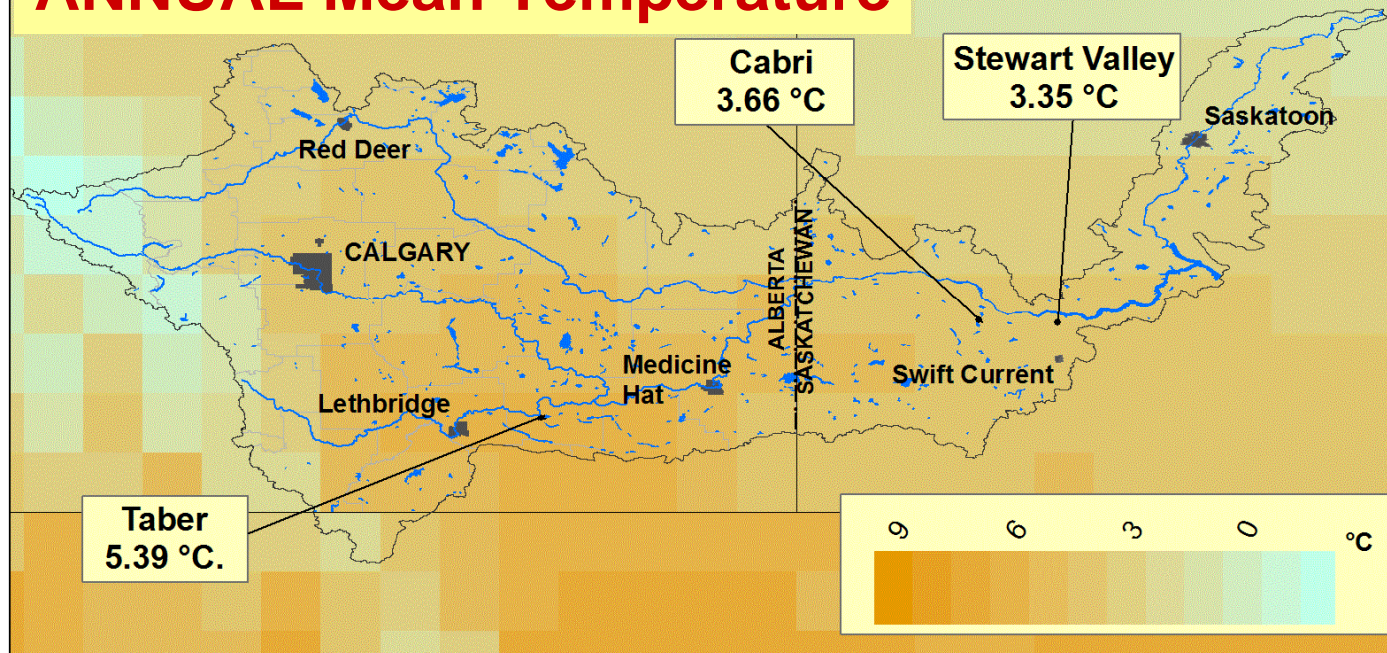 ANNUAL Mean Temperature
Cabri
3.66 °C
Stewart Valley
3.35 °C
Saskatoon
Red Deer
CALGARY
ALBERTA
SASKATCHEWAN
Medicine
Hat
Swift Current
Lethbridge
Taber
5.39 °C.
9 6 3 0 °C